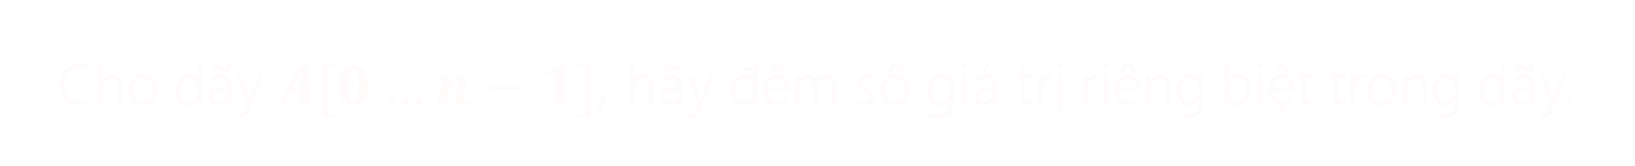 Cho dãy A[0 ... n − 1], hãy đếm số giá trị riêng biệt trong dãy.